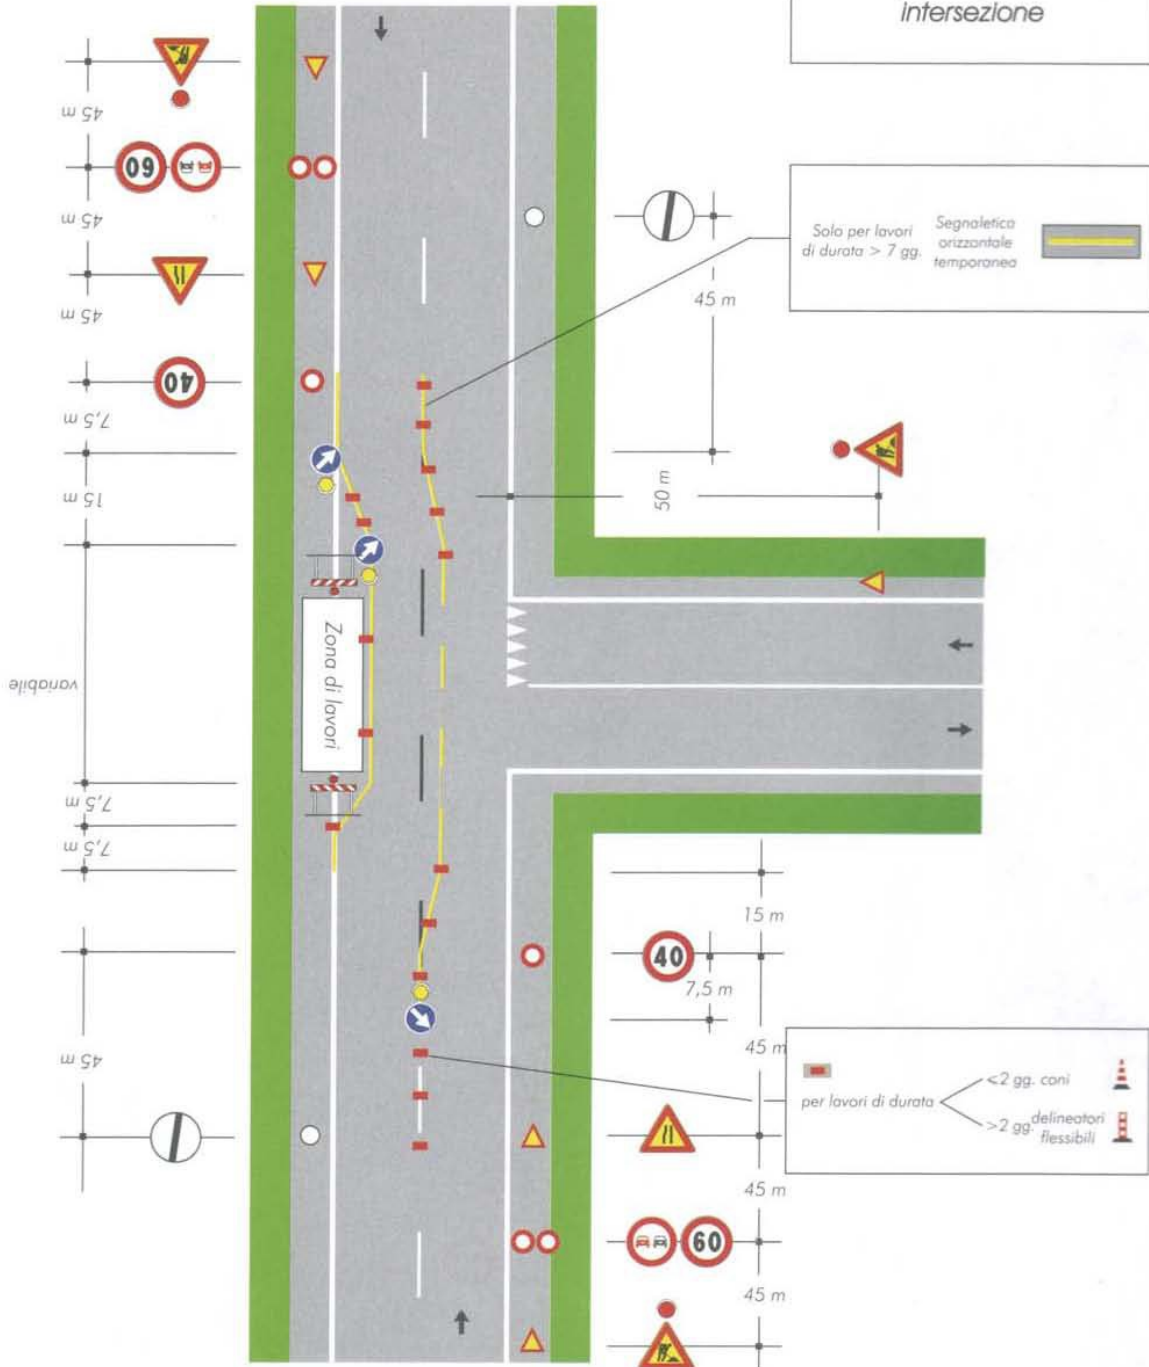 intersezione
45 m
60
45 m
45 m
40
7,5 m
15 m
variabile
7,5 m
7,5 m
45 m
Zona di lavori
Solo per lavori
di durata > 7 gg.
Segnaletica
orizzontale
temporanea
45 m
50 m
15 m
40
7,5 m
45 m
per lavori di durata
<2 gg. coni
>2 gg. delineatori
flessibili
45 m
60
45 m